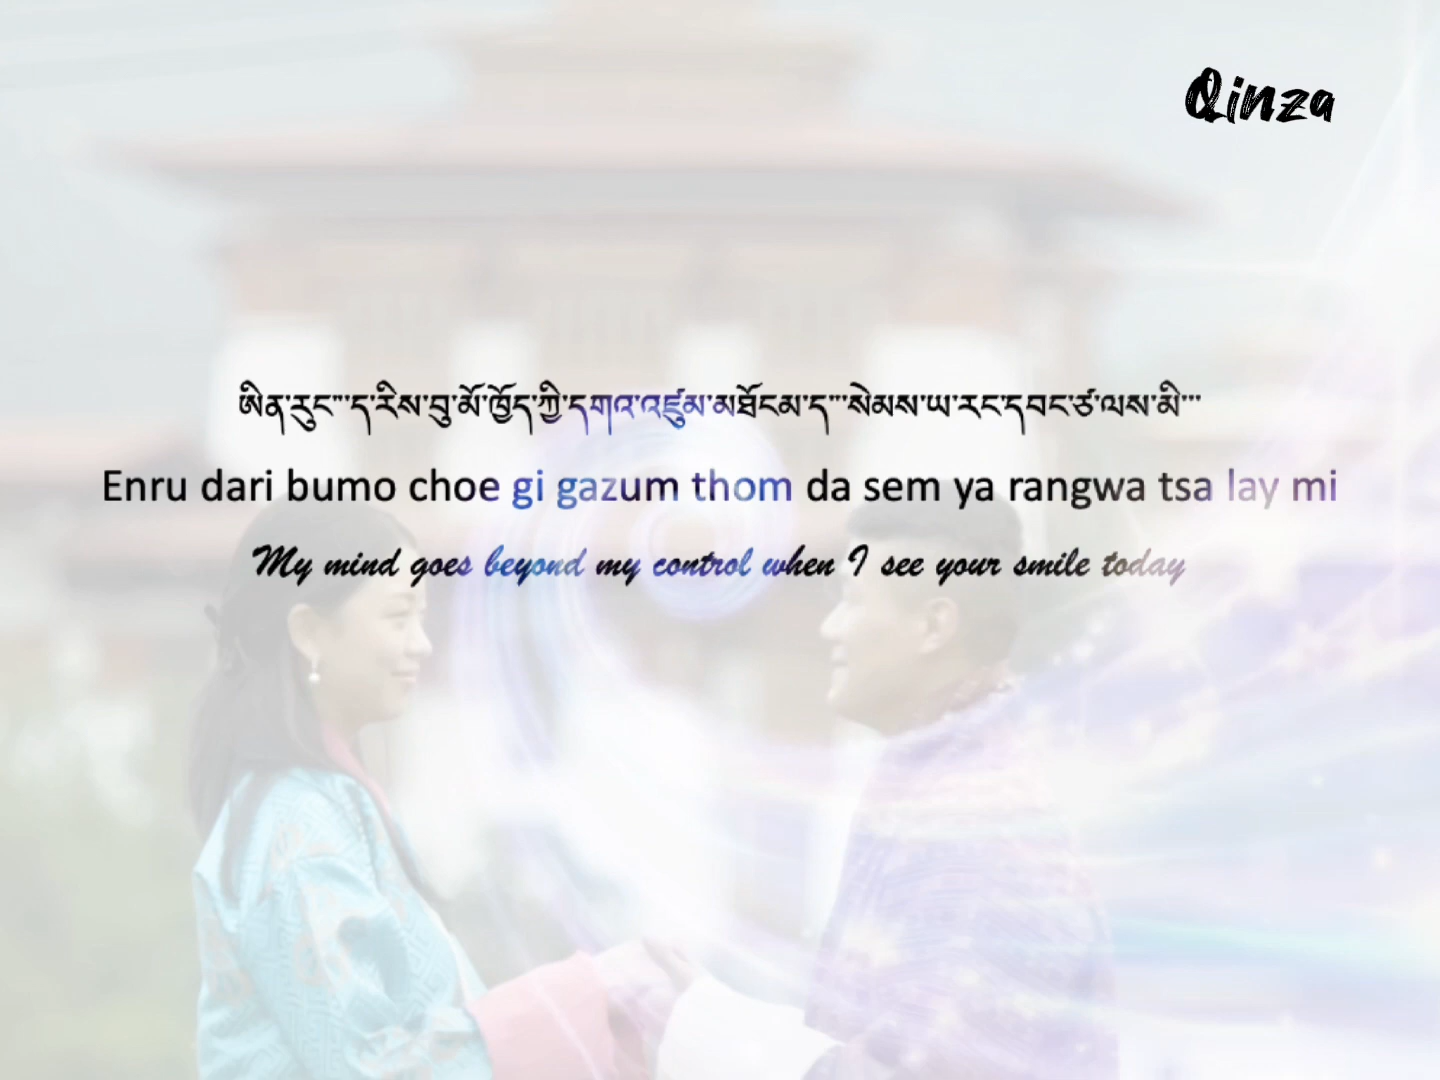 Qinza
ཨིན་རུང་་་་ད་རིས་བུ་མོ་ཁྱོད་ཀྱི་དགའ་འཛུམ་མཐོངམ་ད་་་་སེམས་ཡ་རང་དབང་ཙ་ལས་མི་་་་
Enru dari bumo choe gi gazum thom da sem ya rangwa tsa lay mi
My mind goes beyond my control when I see your smile today